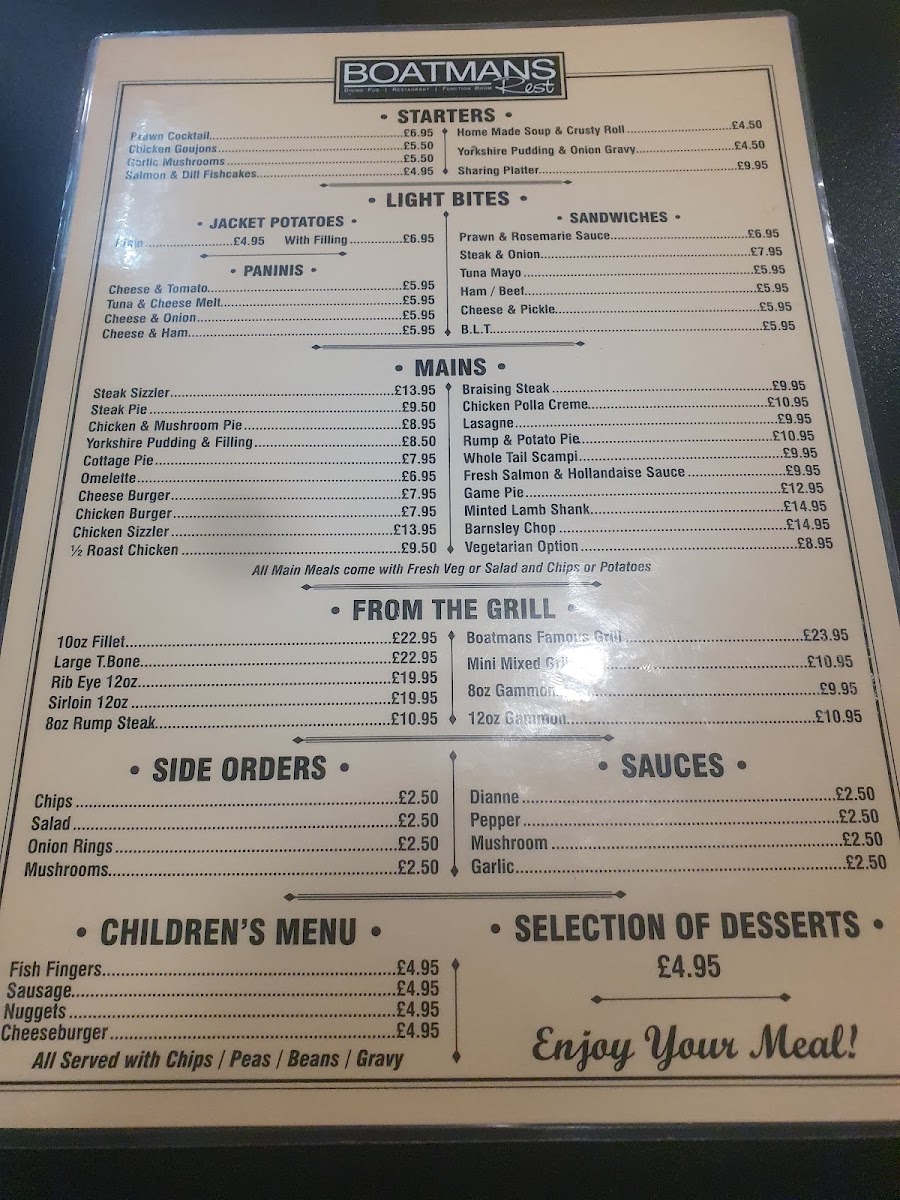 BOATMANS
Rest
DINING PUB | RESTAURANT | FUNCTION ROOM
• STARTERS •
Prawn Cocktail £6.95
Chicken Goujons £5.50
Garlic Mushrooms £5.50
Salmon & Dill Fishcakes £4.95
Home Made Soup & Crusty Roll £4.50
Yorkshire Pudding & Onion Gravy £4.50
Sharing Platter £9.95
• LIGHT BITES •
• JACKET POTATOES •
Plain £4.95 With Filling £6.95
• PANINIS •
Cheese & Tomato £5.95
Tuna & Cheese Melt £5.95
Cheese & Onion £5.95
Cheese & Ham £5.95
• SANDWICHES •
Prawn & Rosemarie Sauce £6.95
Steak & Onion £7.95
Tuna Mayo £5.95
Ham / Beef £5.95
Cheese & Pickle £5.95
B.L.T. £5.95
• MAINS •
Steak Sizzler £13.95
Steak Pie £9.50
Chicken & Mushroom Pie £8.95
Yorkshire Pudding & Filling £8.50
Cottage Pie £7.95
Omelette £6.95
Cheese Burger £7.95
Chicken Burger £7.95
Chicken Sizzler £13.95
½ Roast Chicken £9.50
Braising Steak £9.95
Chicken Polla Creme £10.95
Lasagne £9.95
Rump & Potato Pie £10.95
Whole Tail Scampi £9.95
Fresh Salmon & Hollandaise Sauce £9.95
Game Pie £12.95
Minted Lamb Shank £14.95
Barnsley Chop £14.95
Vegetarian Option £8.95
All Main Meals come with Fresh Veg or Salad and Chips or Potatoes
• FROM THE GRILL •
10oz Fillet £22.95
Large T.Bone £22.95
Rib Eye 12oz £19.95
Sirloin 12oz £19.95
8oz Rump Steak £10.95
Boatmans Famous Grill £23.95
Mini Mixed Grill £10.95
8oz Gammon £9.95
12oz Gammon £10.95
• SIDE ORDERS •
Chips £2.50
Salad £2.50
Onion Rings £2.50
Mushrooms £2.50
• SAUCES •
Dianne £2.50
Pepper £2.50
Mushroom £2.50
Garlic £2.50
• CHILDREN'S MENU •
Fish Fingers £4.95
Sausage £4.95
Nuggets £4.95
Cheeseburger £4.95
All Served with Chips / Peas / Beans / Gravy
• SELECTION OF DESSERTS •
£4.95
Enjoy Your Meal!